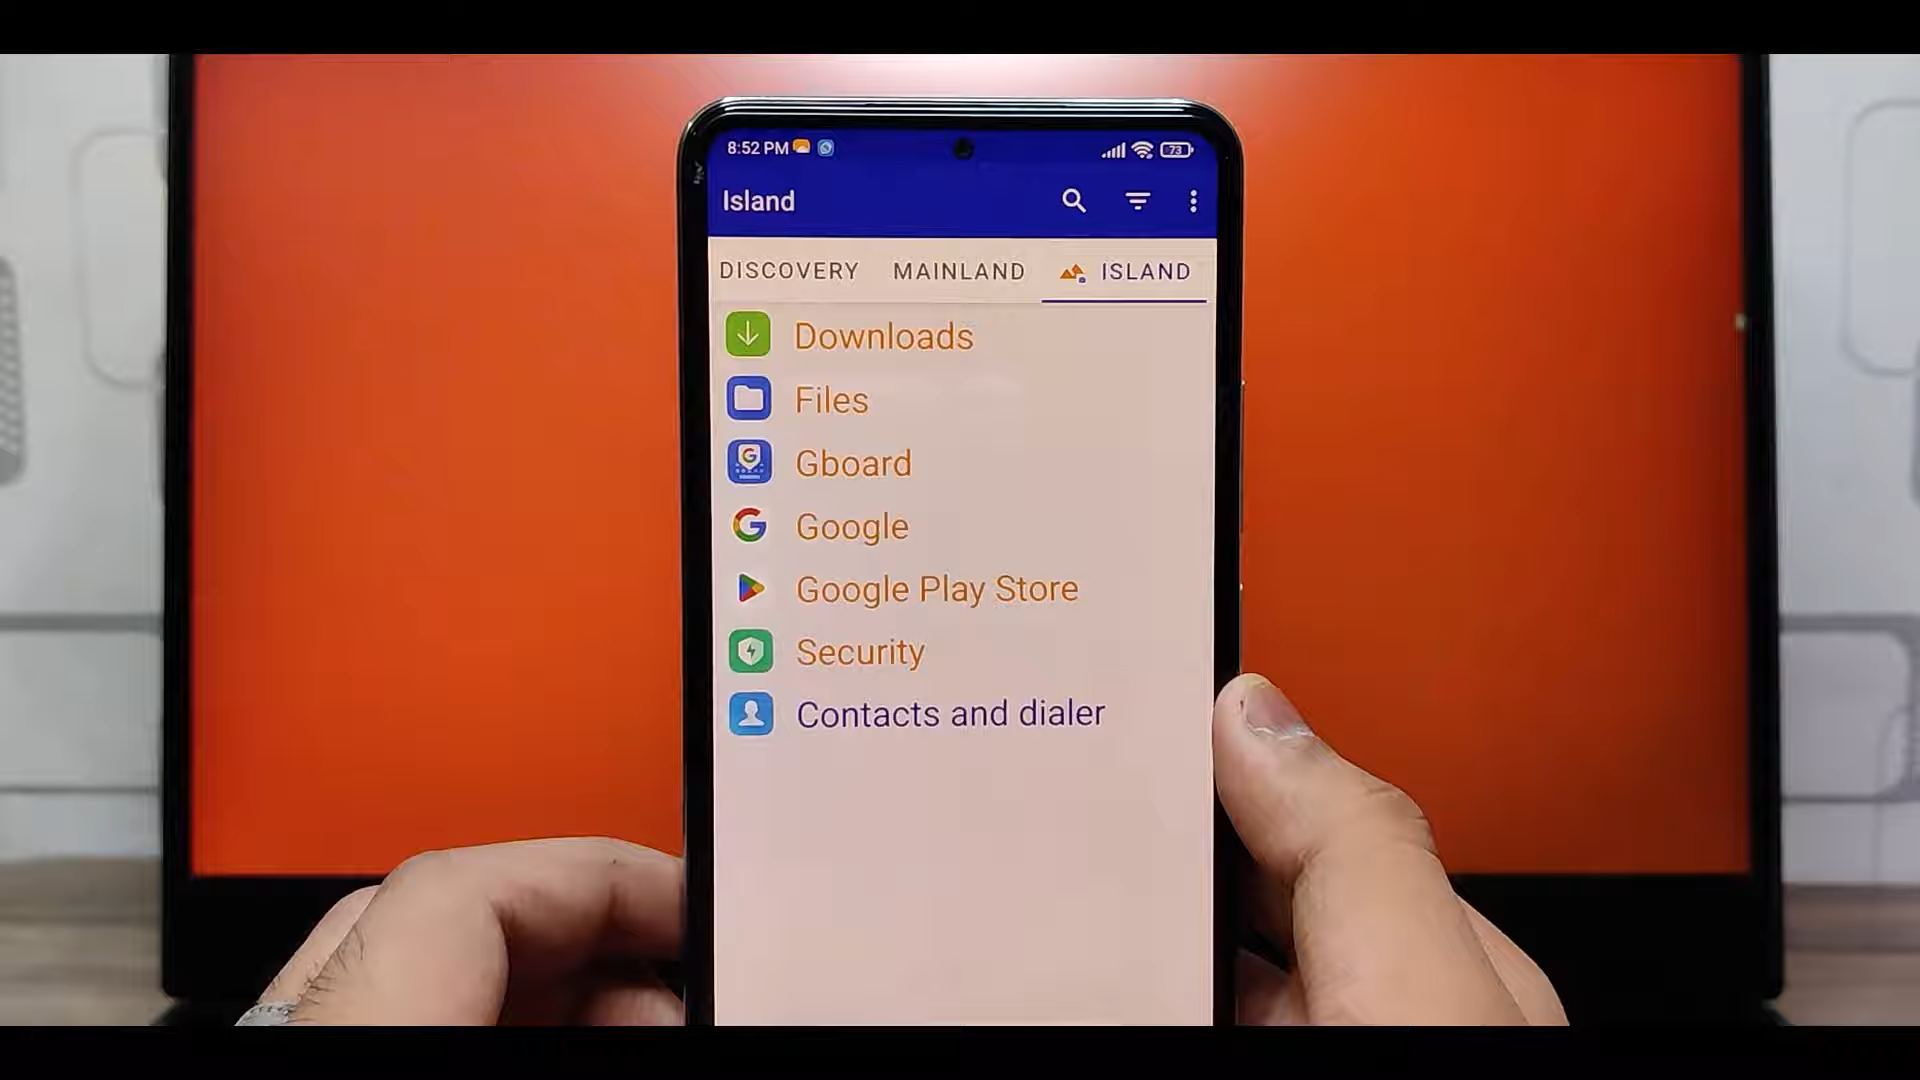 8:52 PM 73
Island
DISCOVERY MAINLAND ISLAND
Downloads
Files
Gboard
Google
Google Play Store
Security
Contacts and dialer